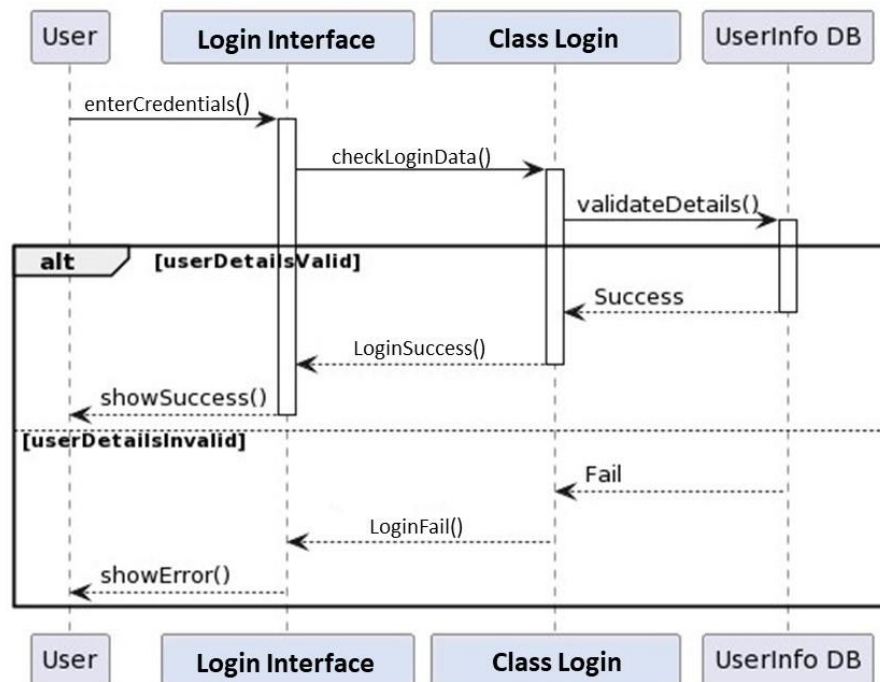 User
Login Interface
Class Login
UserInfo DB
enterCredentials()
checkLoginData()
validateDetails()
alt
[userDetailsValid]
Success
LoginSuccess()
showSuccess()
[userDetailsInvalid]
Fail
LoginFail()
showError()
User
Login Interface
Class Login
UserInfo DB